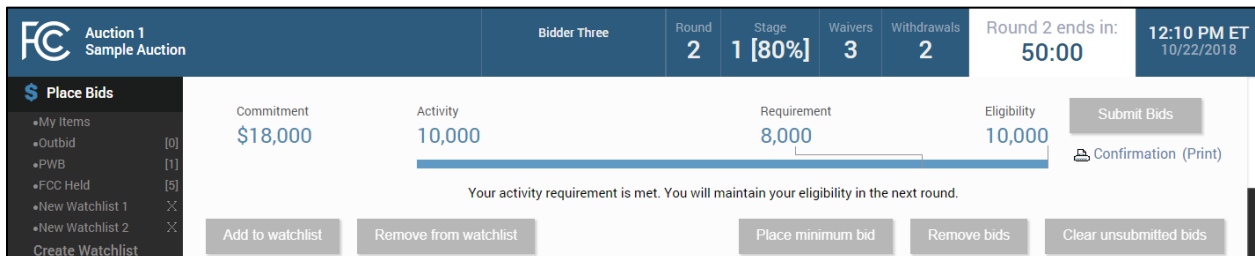 FCC
Auction 1
Sample Auction
Bidder Three
Round
2
Stage
1 [80%]
Waivers
3
Withdrawals
2
Round 2 ends in:
50:00
12:10 PM ET
10/22/2018
$ Place Bids
•My Items
•Outbid [0]
•PWB [1]
•FCC Held [5]
•New Watchlist 1 X
•New Watchlist 2 X
Create Watchlist
Commitment
$18,000
Activity
10,000
Requirement
8,000
Eligibility
10,000
Submit Bids
Confirmation (Print)
Your activity requirement is met. You will maintain your eligibility in the next round.
Add to watchlist Remove from watchlist Place minimum bid Remove bids Clear unsubmitted bids